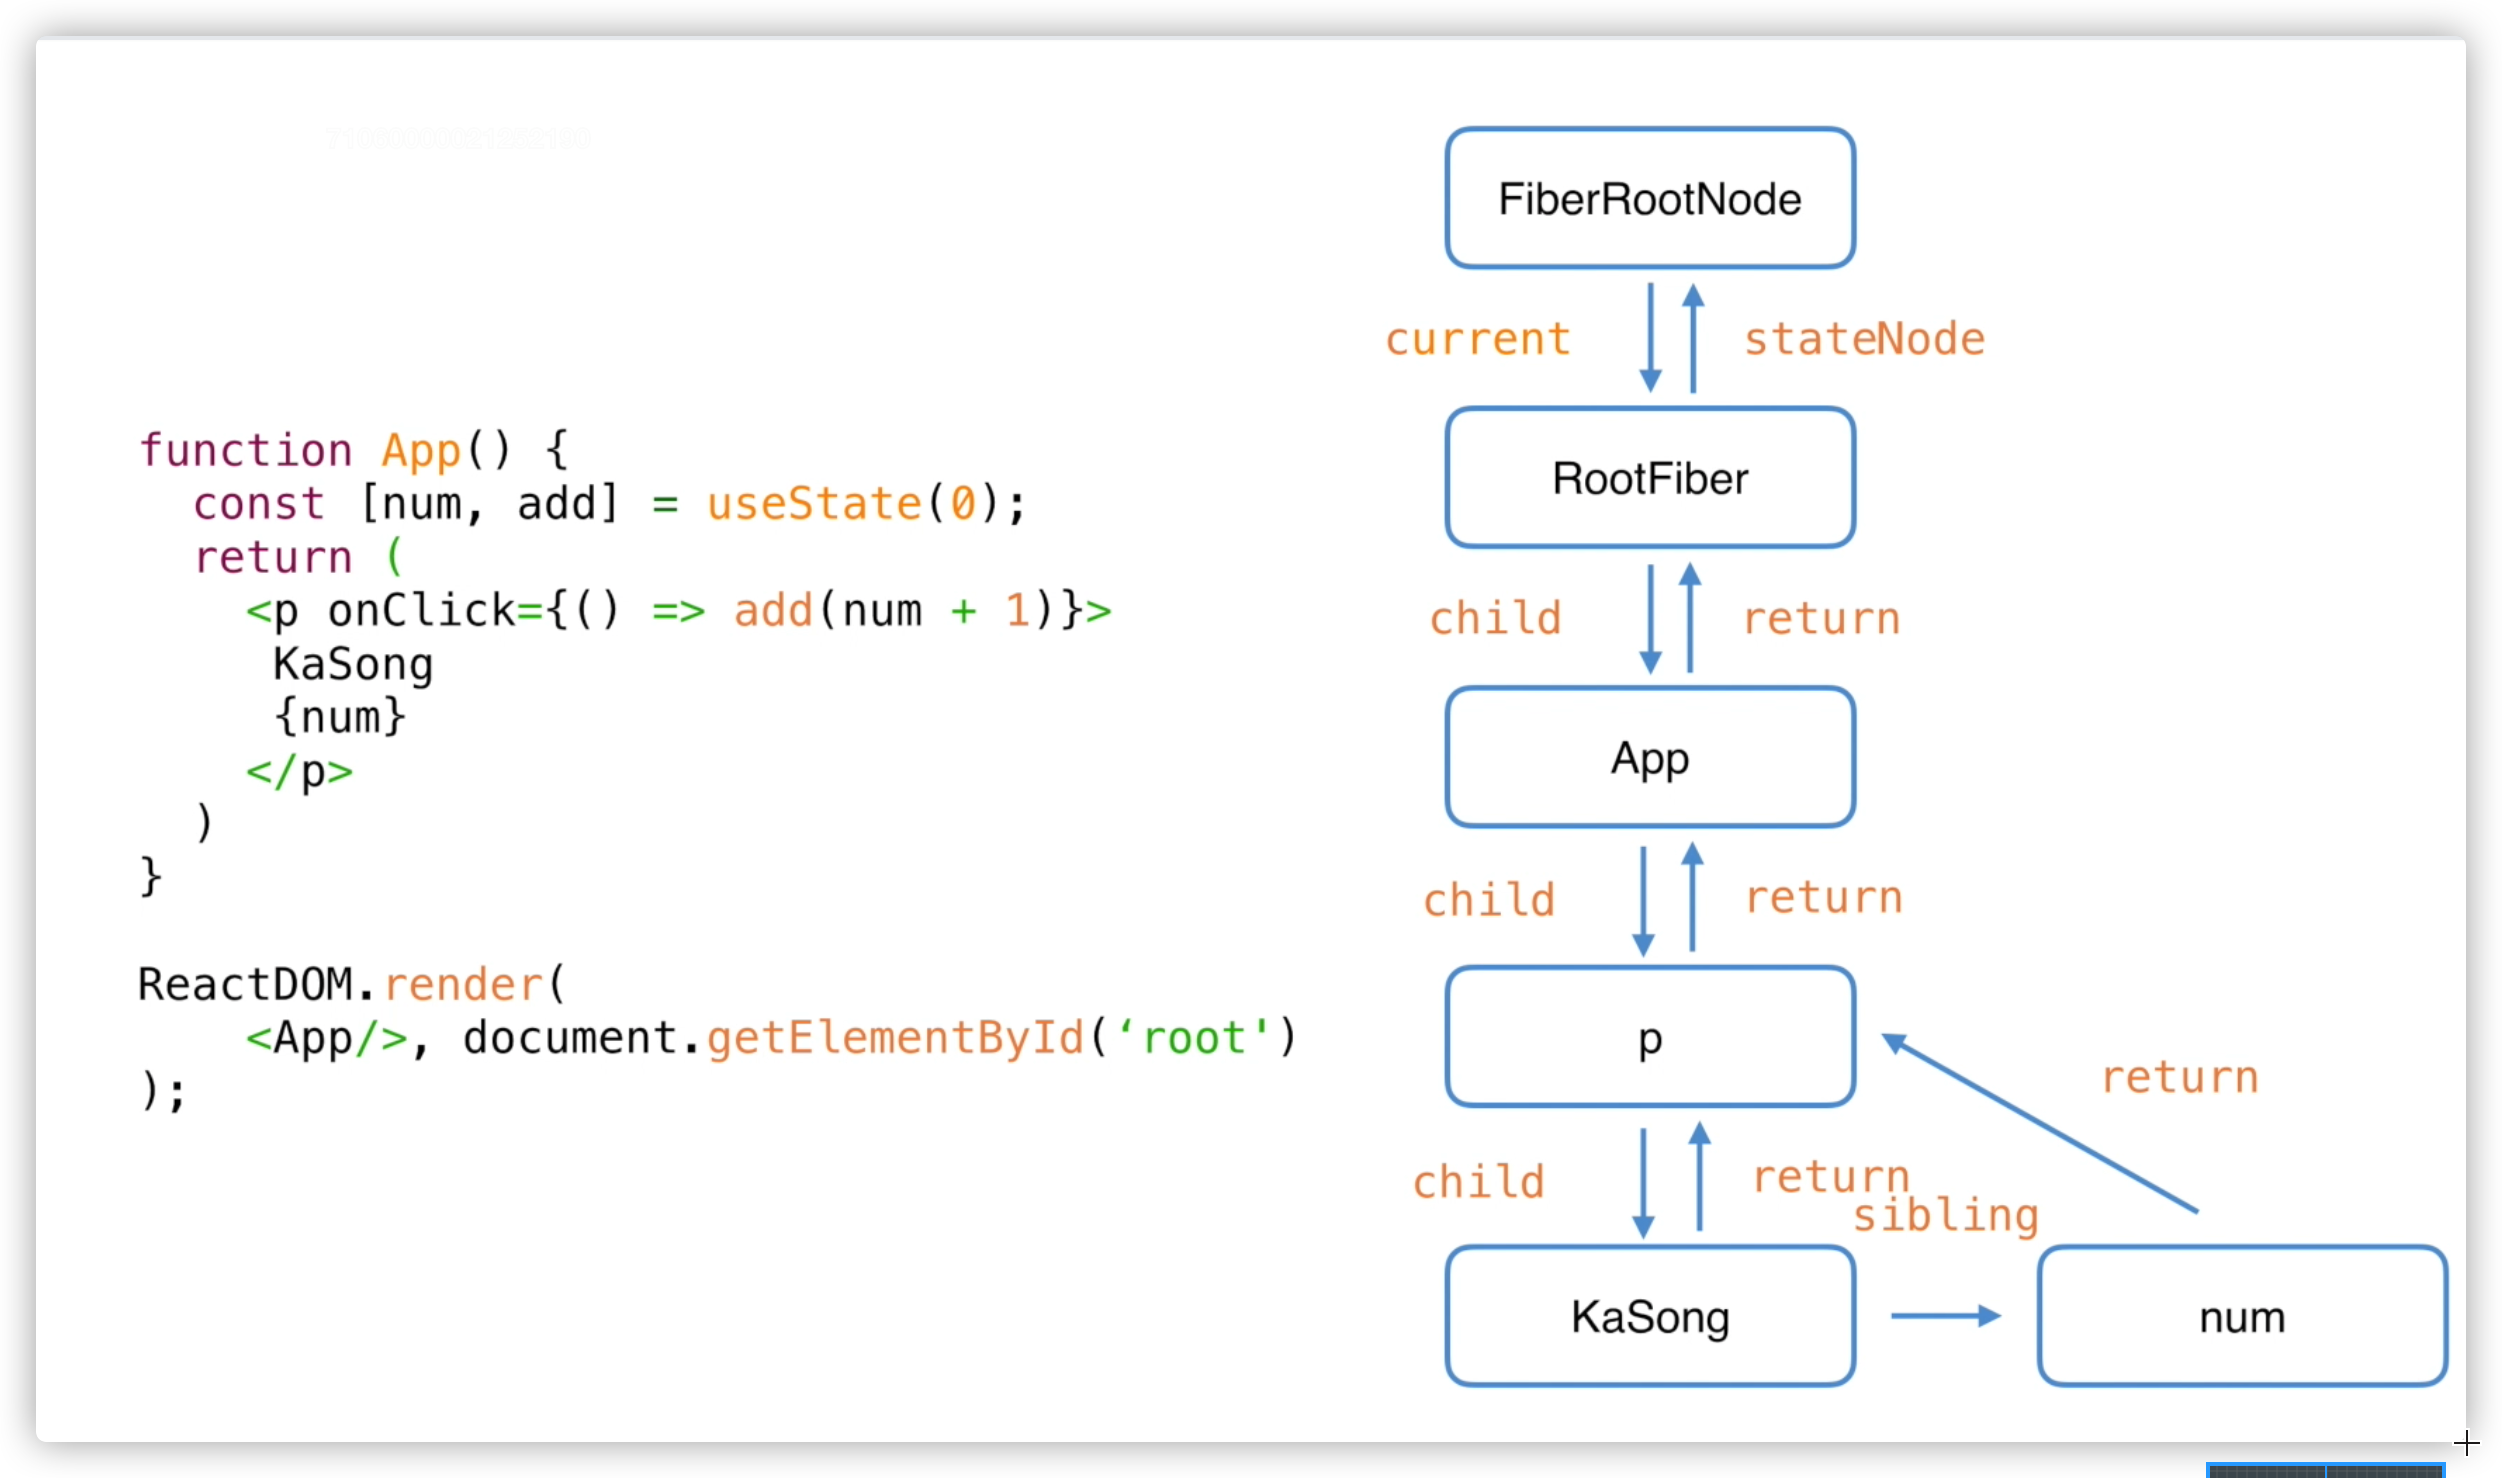 function App() {
const [num, add] = useState(0);
return (
<p onClick={() => add(num + 1)}>
KaSong
{num}
</p>
)
}
ReactDOM.render(
<App/>, document.getElementById(‘root')
);
FiberRootNode
current
stateNode
RootFiber
child
return
App
child
return
p
return
child
return
sibling
KaSong
num